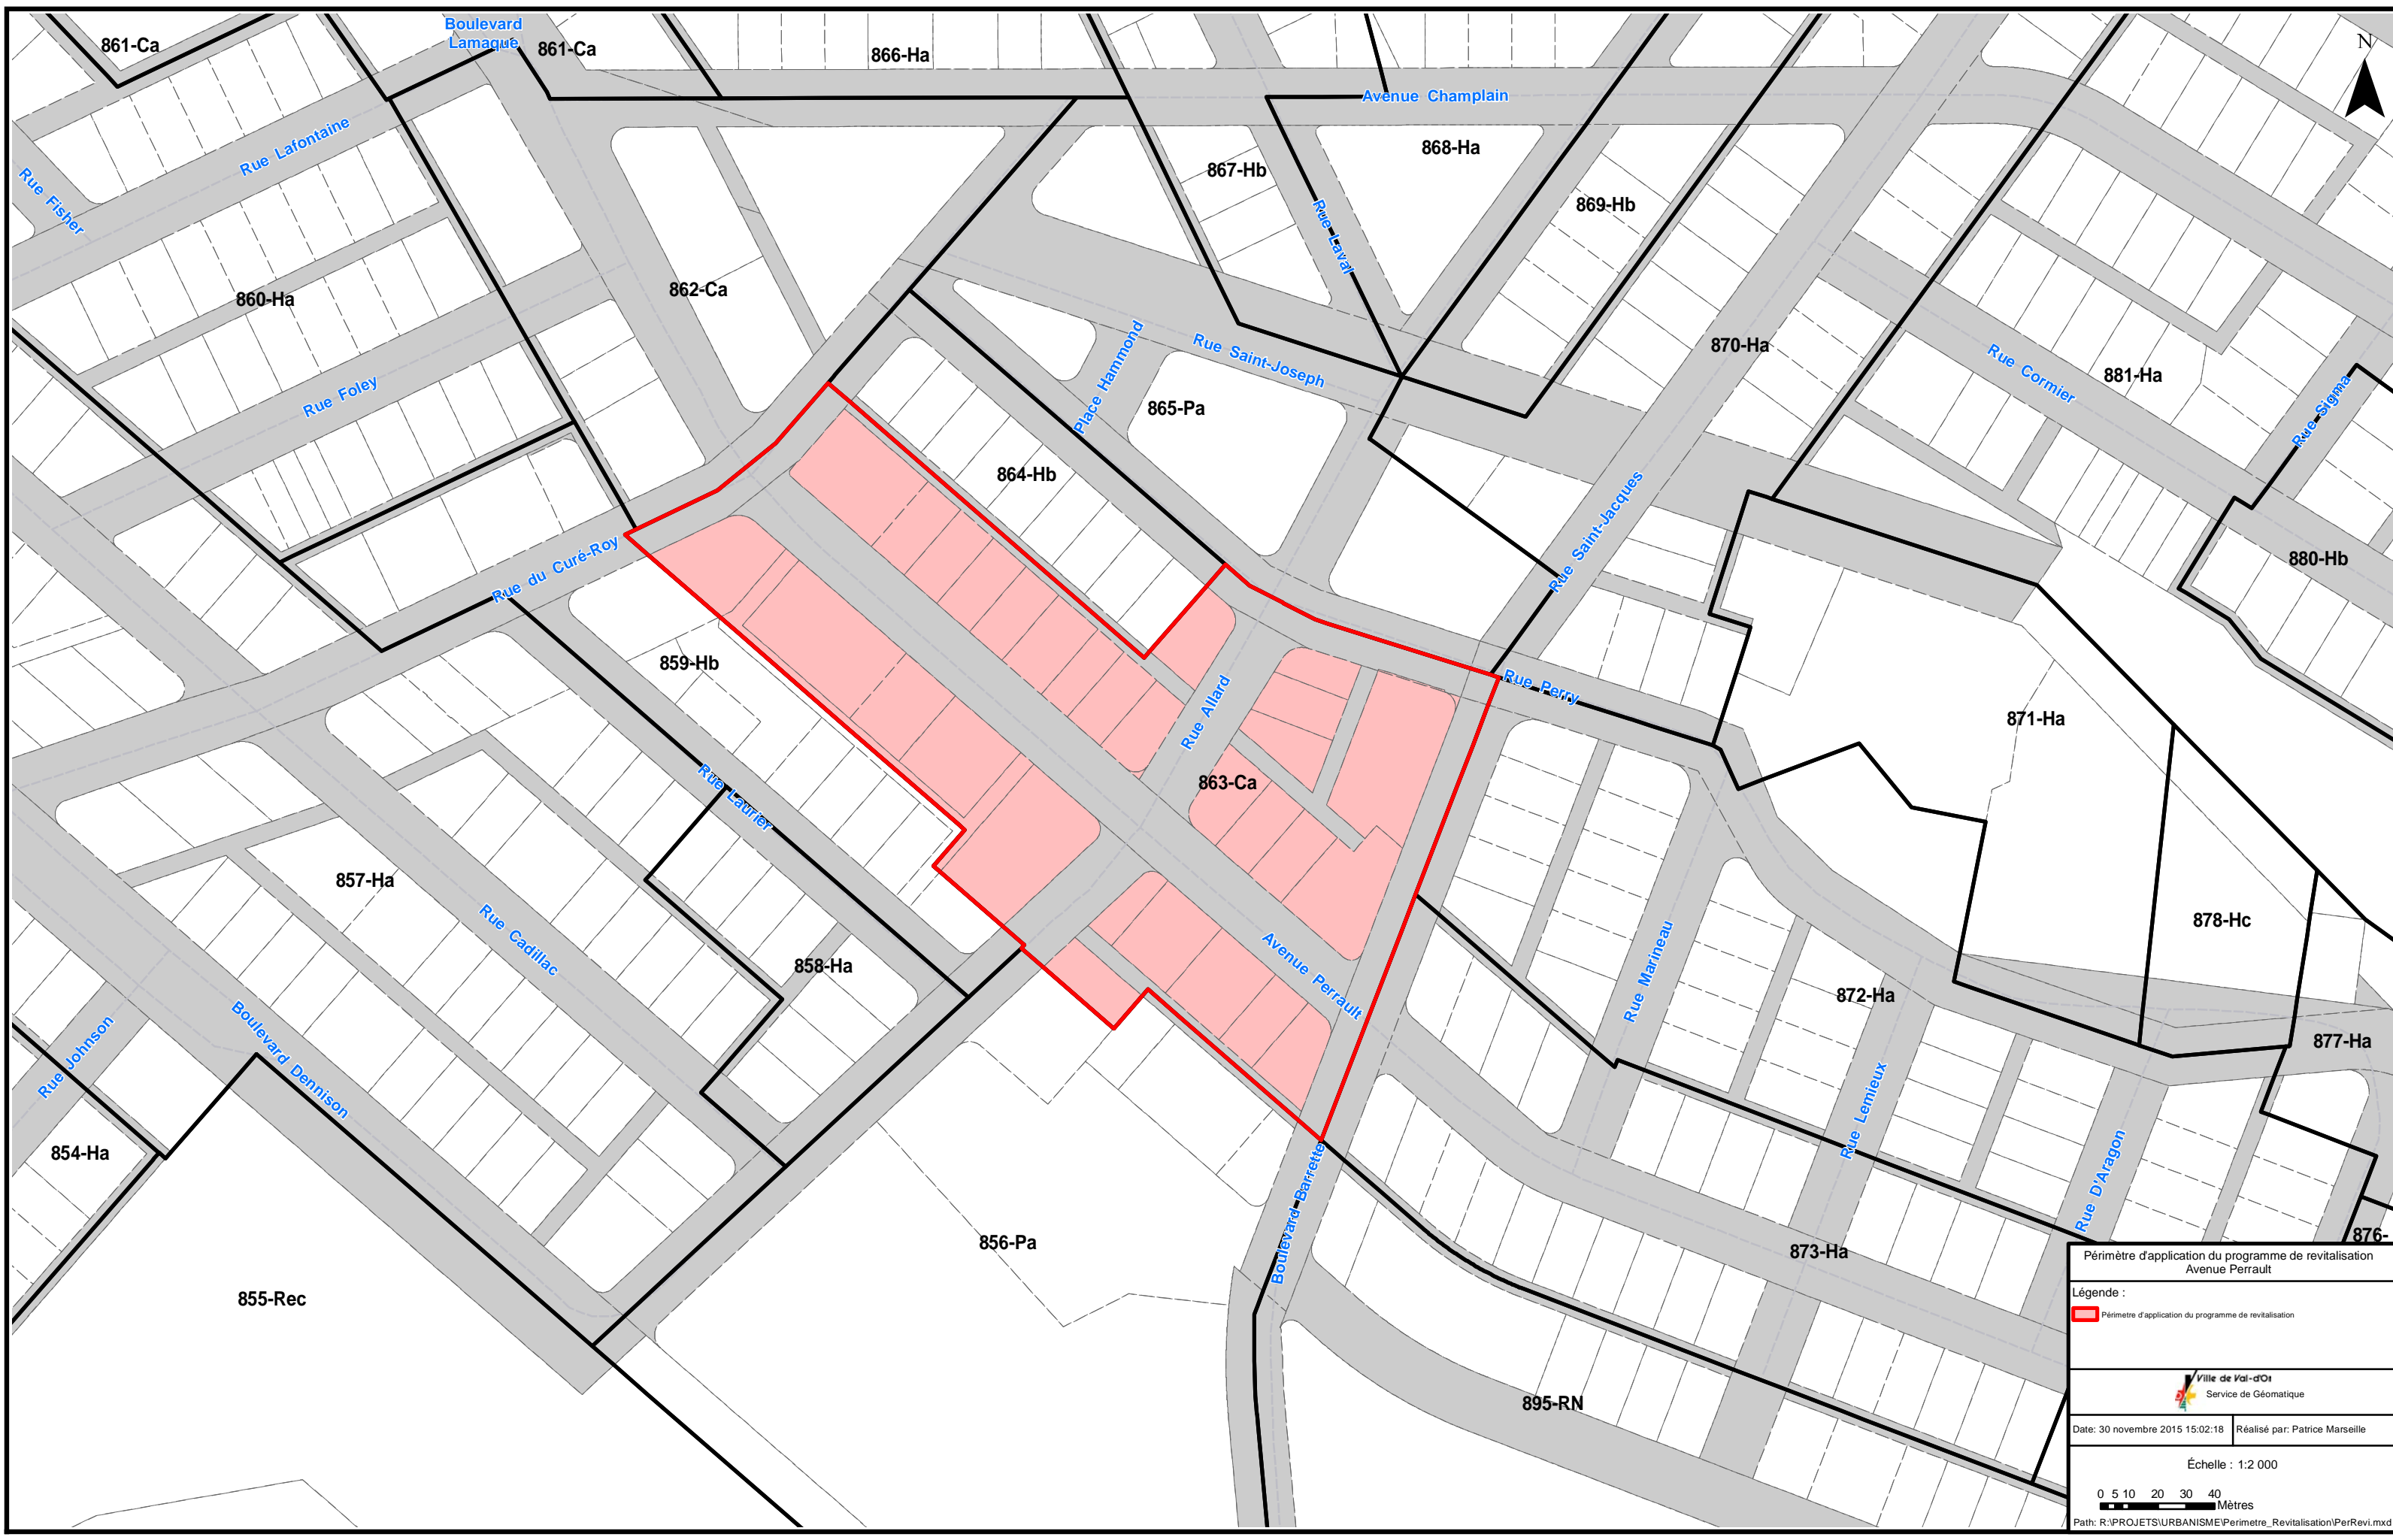 861-Ca
Boulevard
Lamaque
861-Ca
866-Ha
N
Avenue Champlain
Rue Lafontaine
867-Hb
868-Ha
Rue Fisher
869-Hb
Rue Laval
862-Ca
860-Ha
Rue Saint-Joseph
870-Ha
Rue Cormier
881-Ha
Place Hammond
Rue Foley
865-Pa
Rue Sigma
864-Hb
Rue Saint-Jacques
880-Hb
Rue du Curé-Roy
859-Hb
Rue Perry
Rue Allard
871-Ha
863-Ca
Rue Laurier
857-Ha
878-Hc
Rue Cadillac
858-Ha
Avenue Perrault
Rue Marineau
872-Ha
877-Ha
Rue Johnson
Boulevard Dennison
Rue Lemieux
854-Ha
Rue D'Aragon
Boulevard Barrette
856-Pa
873-Ha
876-
855-Rec
895-RN
Périmètre d'application du programme de revitalisation
Avenue Perrault
Légende :
Périmetre d'application du programme de revitalisation
Ville de Val-d'Or
Service de Géomatique
Date: 30 novembre 2015 15:02:18
Réalisé par: Patrice Marseille
Échelle : 1:2 000
0 5 10 20 30 40
Mètres
Path: R:\PROJETS\URBANISME\Perimetre_Revitalisation\PerRevi.mxd